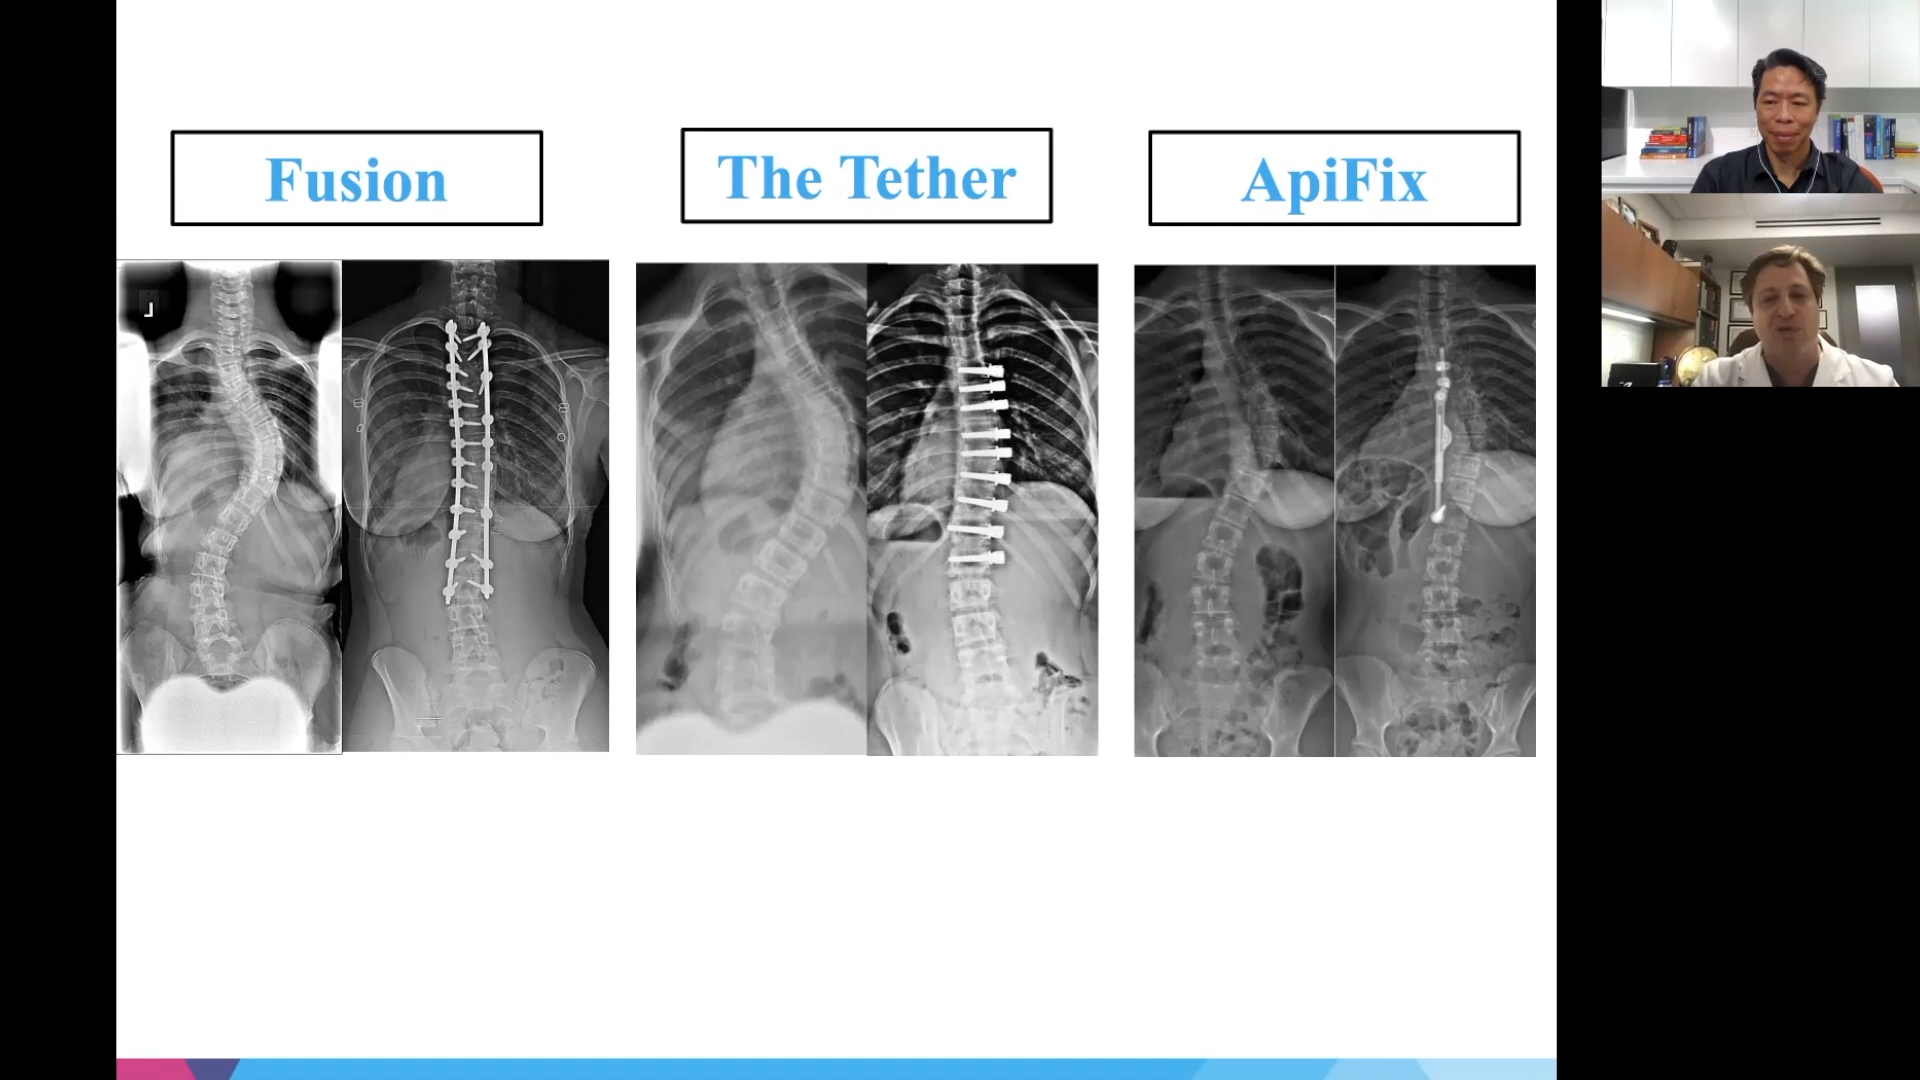 Fusion
The Tether
ApiFix